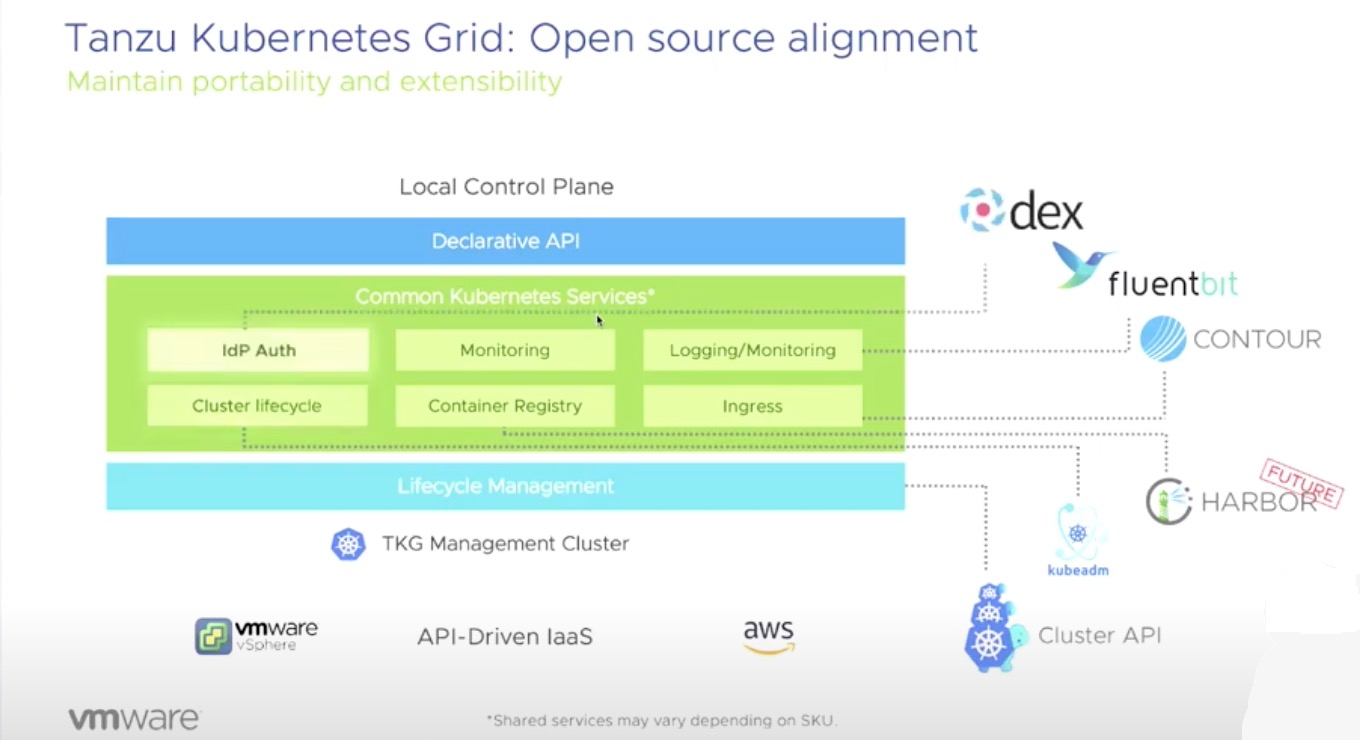 Tanzu Kubernetes Grid: Open source alignment
Maintain portability and extensibility
Local Control Plane
dex
Declarative API
fluentbit
Common Kubernetes Services*
CONTOUR
IdP Auth
Monitoring
Logging/Monitoring
Cluster lifecycle
Container Registry
Ingress
Lifecycle Management
FUTURE
HARBOR
TKG Management Cluster
kubeadm
vmware
vSphere
API-Driven IaaS
aws
Cluster API
vmware
*Shared services may vary depending on SKU.